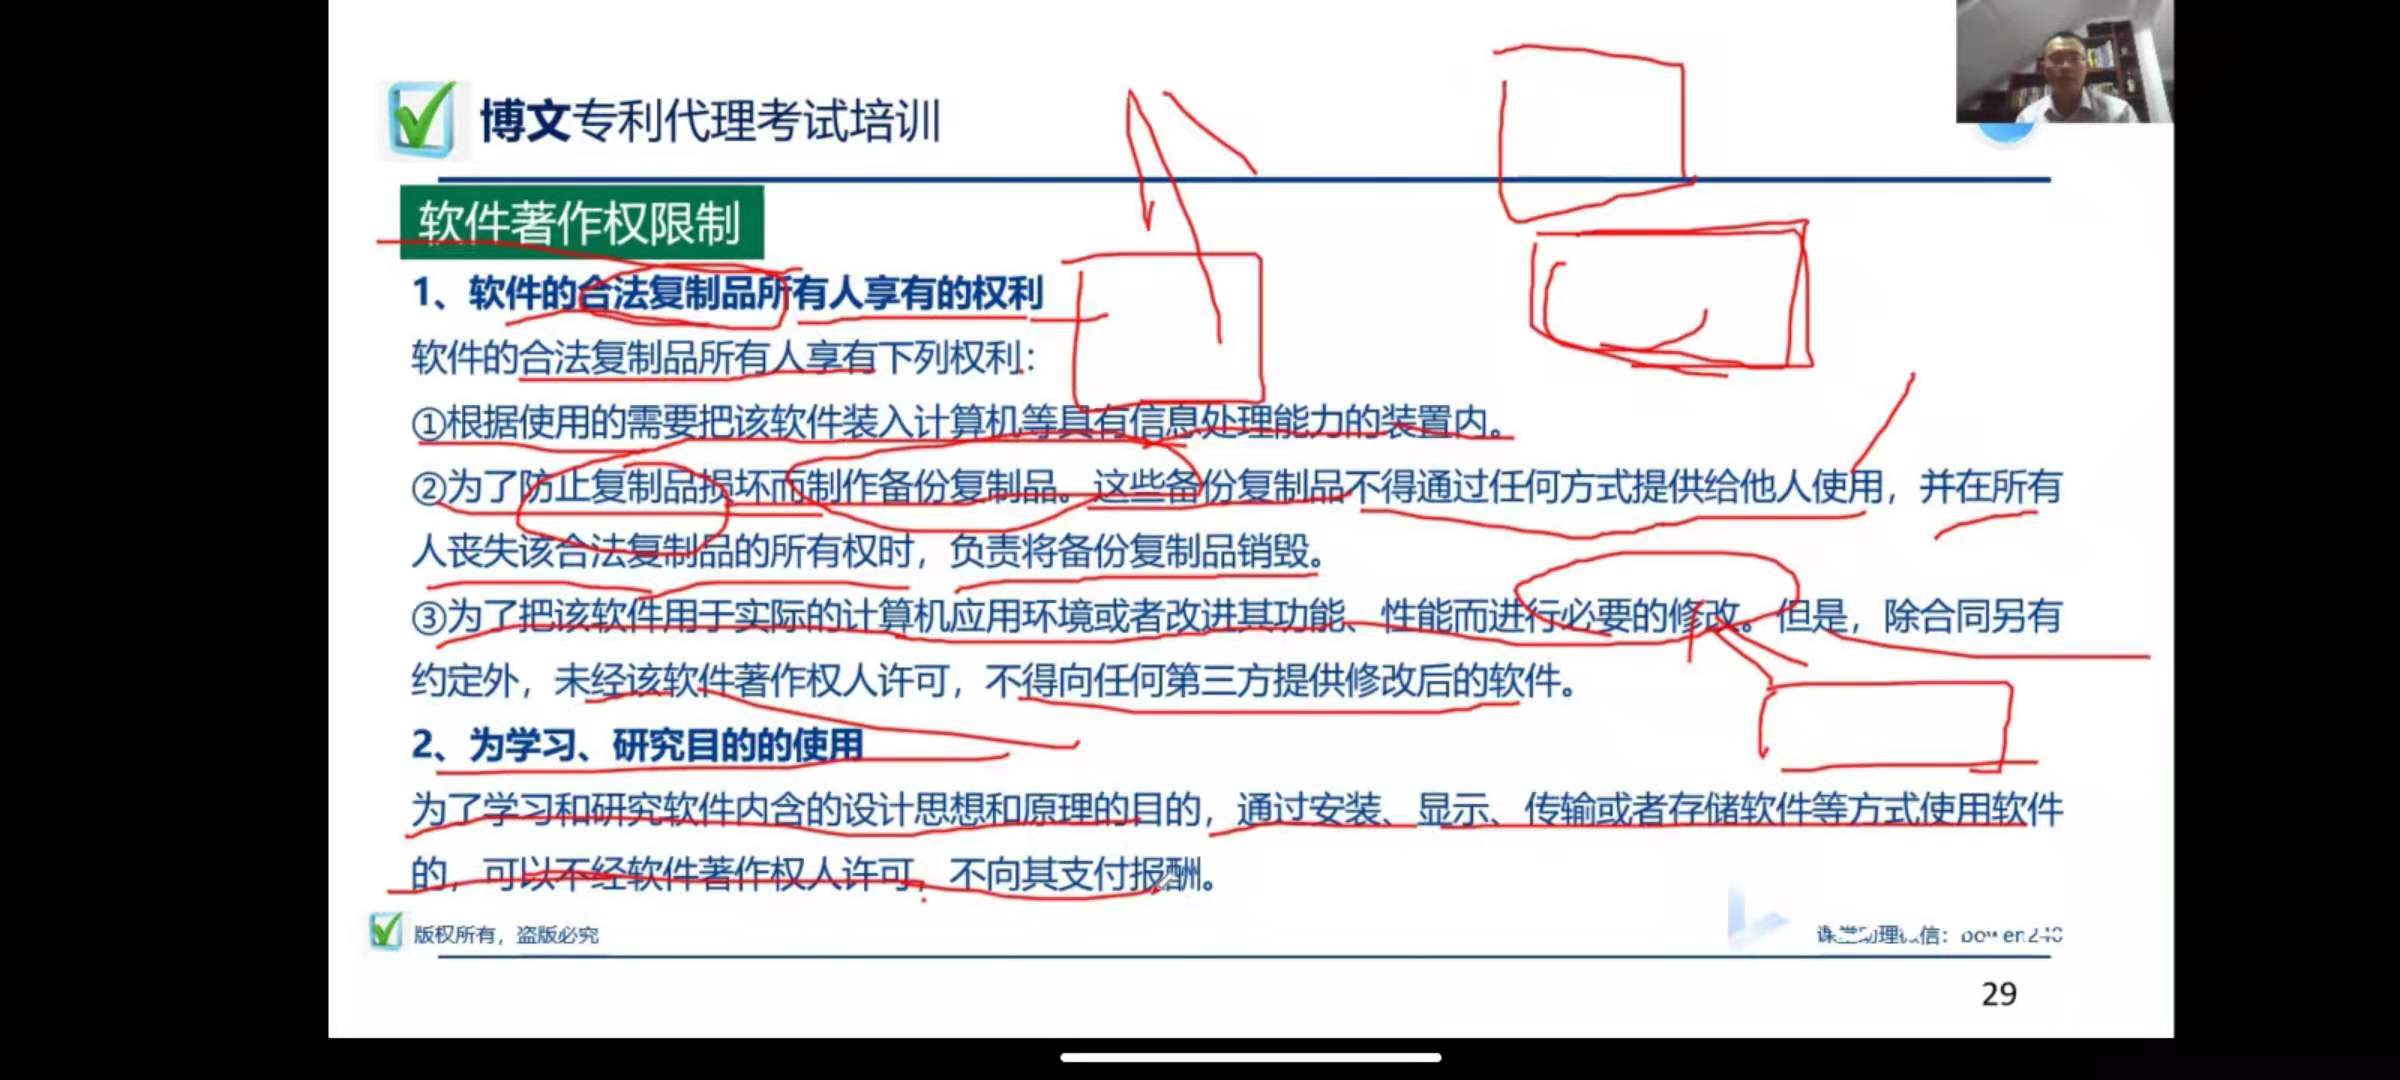 博文专利代理考试培训
软件著作权限制
1、软件的合法复制品所有人享有的权利
软件的合法复制品所有人享有下列权利：
①根据使用的需要把该软件装入计算机等具有信息处理能力的装置内。
②为了防止复制品损坏而制作备份复制品。这些备份复制品不得通过任何方式提供给他人使用，并在所有
人丧失该合法复制品的所有权时，负责将备份复制品销毁。
③为了把该软件用于实际的计算机应用环境或者改进其功能、性能而进行必要的修改。但是，除合同另有
约定外，未经该软件著作权人许可，不得向任何第三方提供修改后的软件。
2、为学习、研究目的的使用
为了学习和研究软件内含的设计思想和原理的目的，通过安装、显示、传输或者存储软件等方式使用软件
的，可以不经软件著作权人许可，不向其支付报酬。
版权所有，盗版必究
29